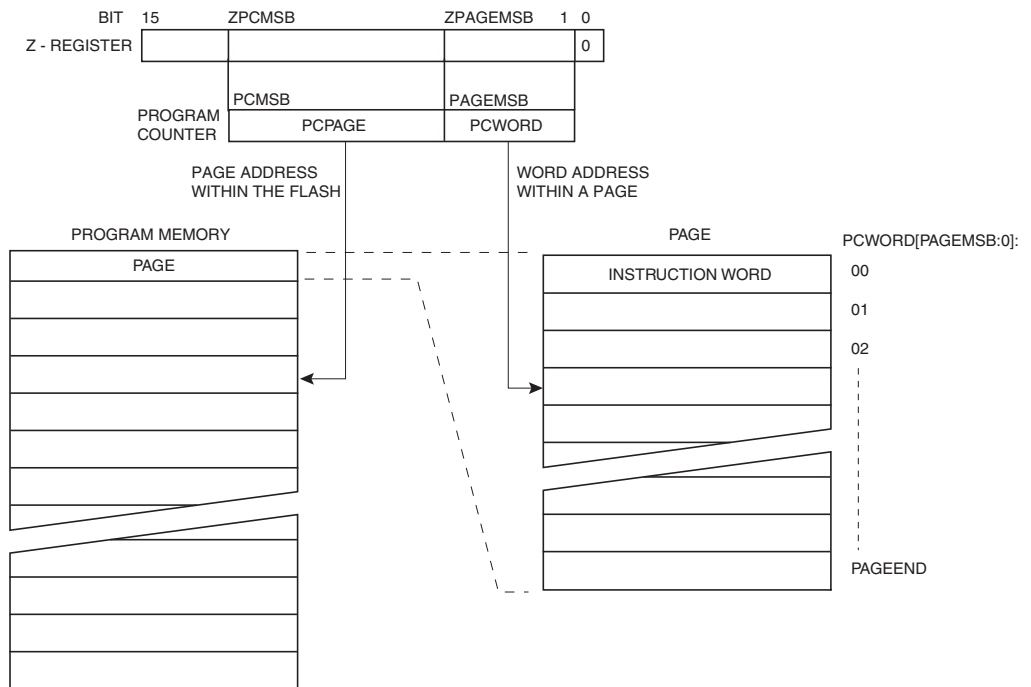 BIT 15 ZPCMSB ZPAGEMSB 1 0
Z - REGISTER 0
PCMSB PAGEMSB
PROGRAM
COUNTER
PCPAGE PCWORD
PAGE ADDRESS
WITHIN THE FLASH
WORD ADDRESS
WITHIN A PAGE
PROGRAM MEMORY
PAGE
PAGE
PCWORD[PAGEMSB:0]:
INSTRUCTION WORD
00
01
02
PAGEEND